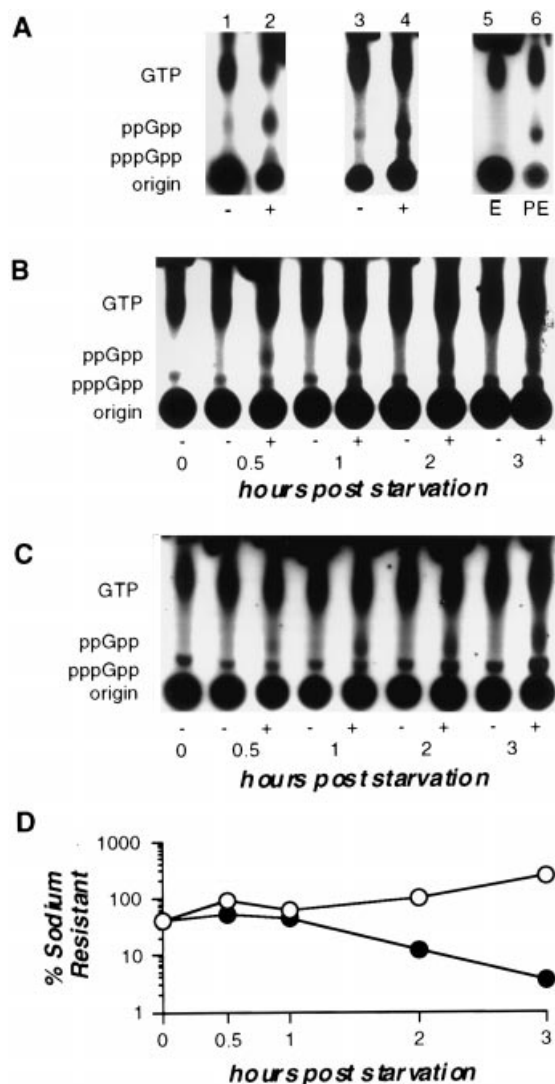 A
1 2 3 4 5 6
GTP
ppGpp
pppGpp
origin
- + - + E PE
B
GTP
ppGpp
pppGpp
origin
- - + - + - + - +
0 0.5 1 2 3
hours post starvation
C
GTP
ppGpp
pppGpp
origin
- - + - + - + - +
0 0.5 1 2 3
hours post starvation
D
% Sodium
Resistant
1000
100
10
1
0 0.5 1 2 3
hours post starvation